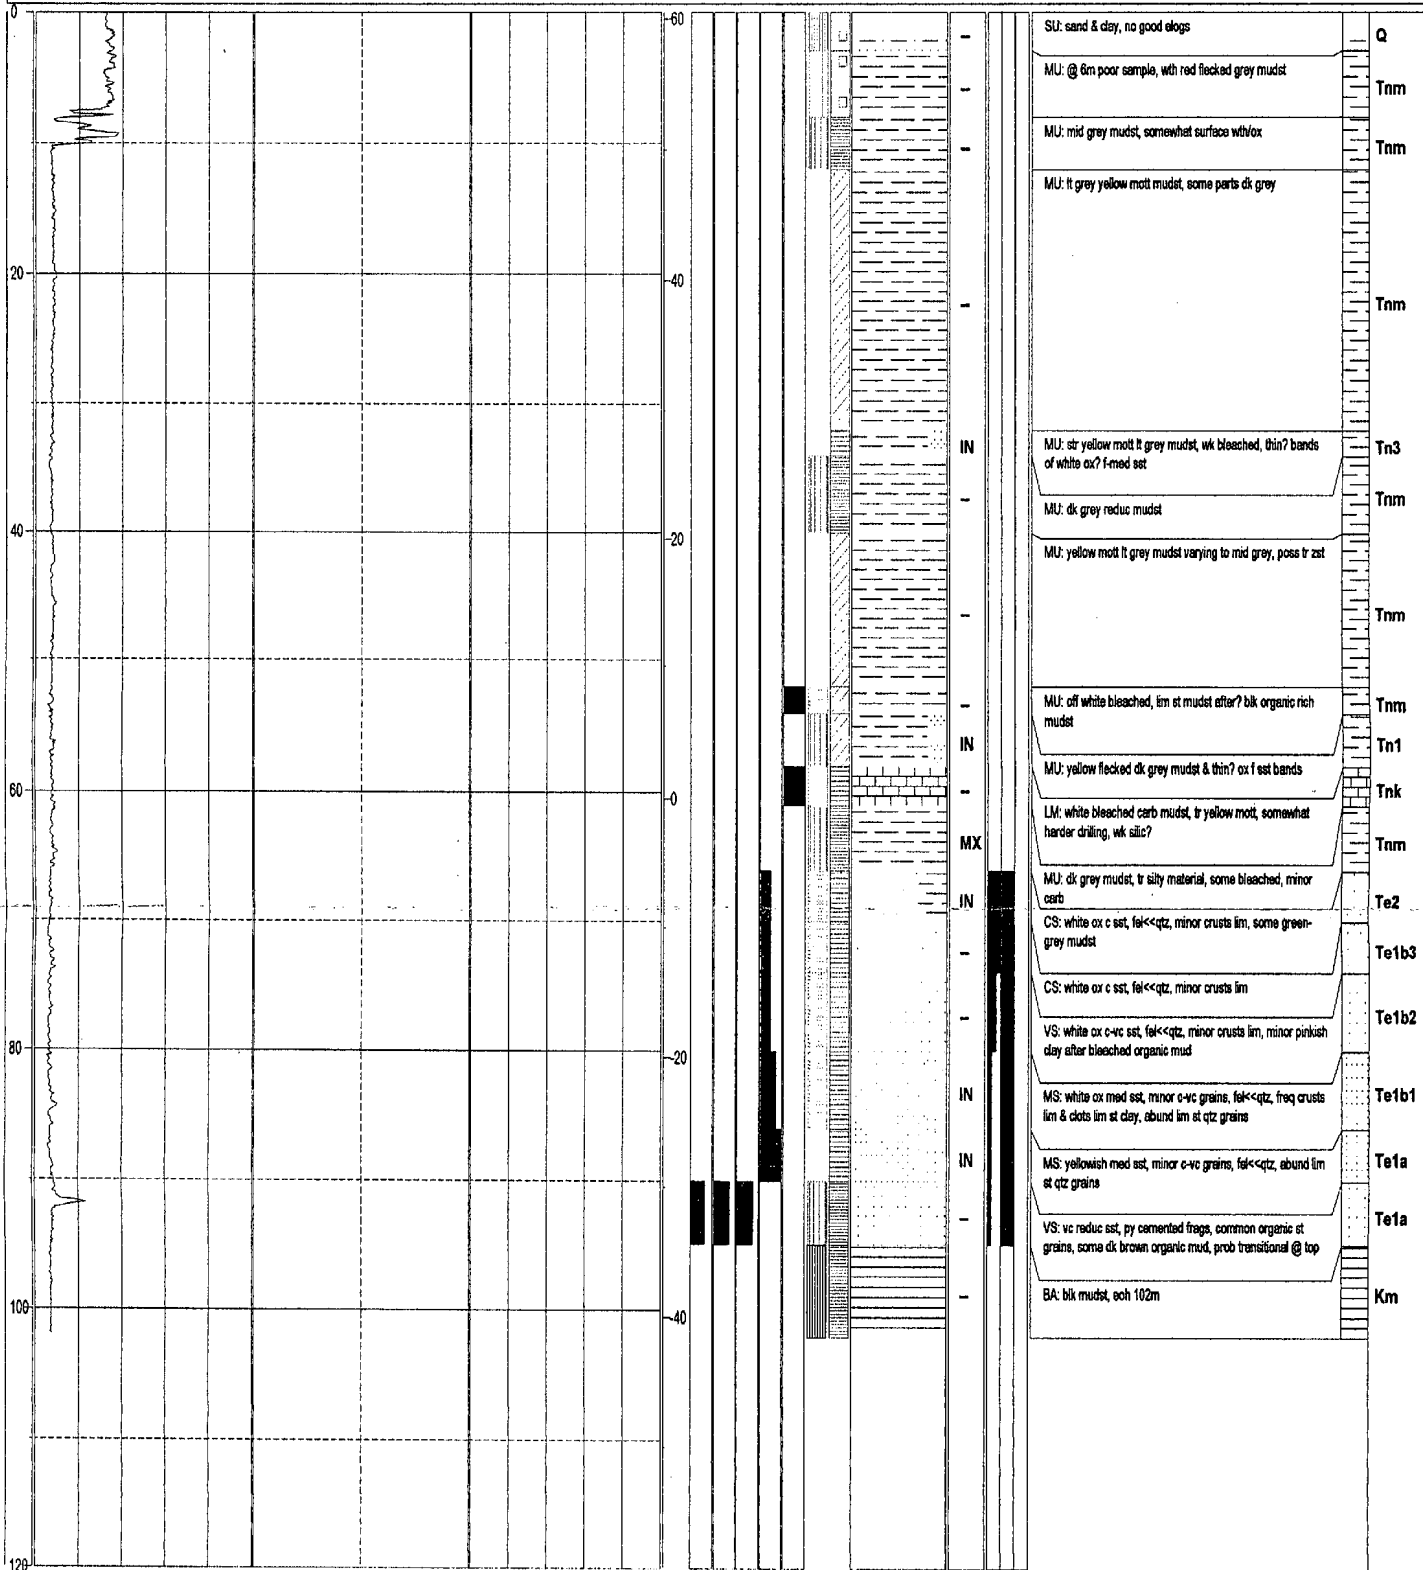 0
60
SU: sand & clay, no good elogs
Q
MU: @ 6m poor sample, wth red flecked grey mudst
Tnm
MU: mid grey mudst, somewhat surface wth/ox
Tnm
MU: lt grey yellow mott mudst, some parts dk grey
20
40
Tnm
IN
MU: str yellow mott lt grey mudst, wk bleached, thin? bands
of white ox? f-med sst
Tn3
Tnm
MU: dk grey reduc mudst
40
20
MU: yellow mott lt grey mudst varying to mid grey, poss tr zst
Tnm
MU: off white bleached, lim st mudst after? blk organic rich
mudst
Tnm
IN
Tn1
MU: yellow flecked dk grey mudst & thin? ox f sst bands
60
0
Tnk
LM: white bleached carb mudst, tr yellow mott, somewhat
harder drilling, wk silic?
MX
Tnm
MU: dk grey mudst, tr silty material, some bleached, minor
carb
IN
Te2
CS: white ox c sst, fel<<qtz, minor crusts lim, some green-
grey mudst
Te1b3
CS: white ox c sst, fel<<qtz, minor crusts lim
Te1b2
VS: white ox c-vc sst, fel<<qtz, minor crusts lim, minor pinkish
clay after bleached organic mud
80
-20
IN
MS: white ox med sst, minor c-vc grains, fel<<qtz, freq crusts
lim & clots lim st clay, abund lim st qtz grains
Te1b1
IN
MS: yellowish med sst, minor c-vc grains, fel<<qtz, abund lim
st qtz grains
Te1a
VS: vc reduc sst, py cemented frags, common organic st
grains, some dk brown organic mud, prob transitional @ top
Te1a
100
-40
BA: blk mudst, eoh 102m
Km
120